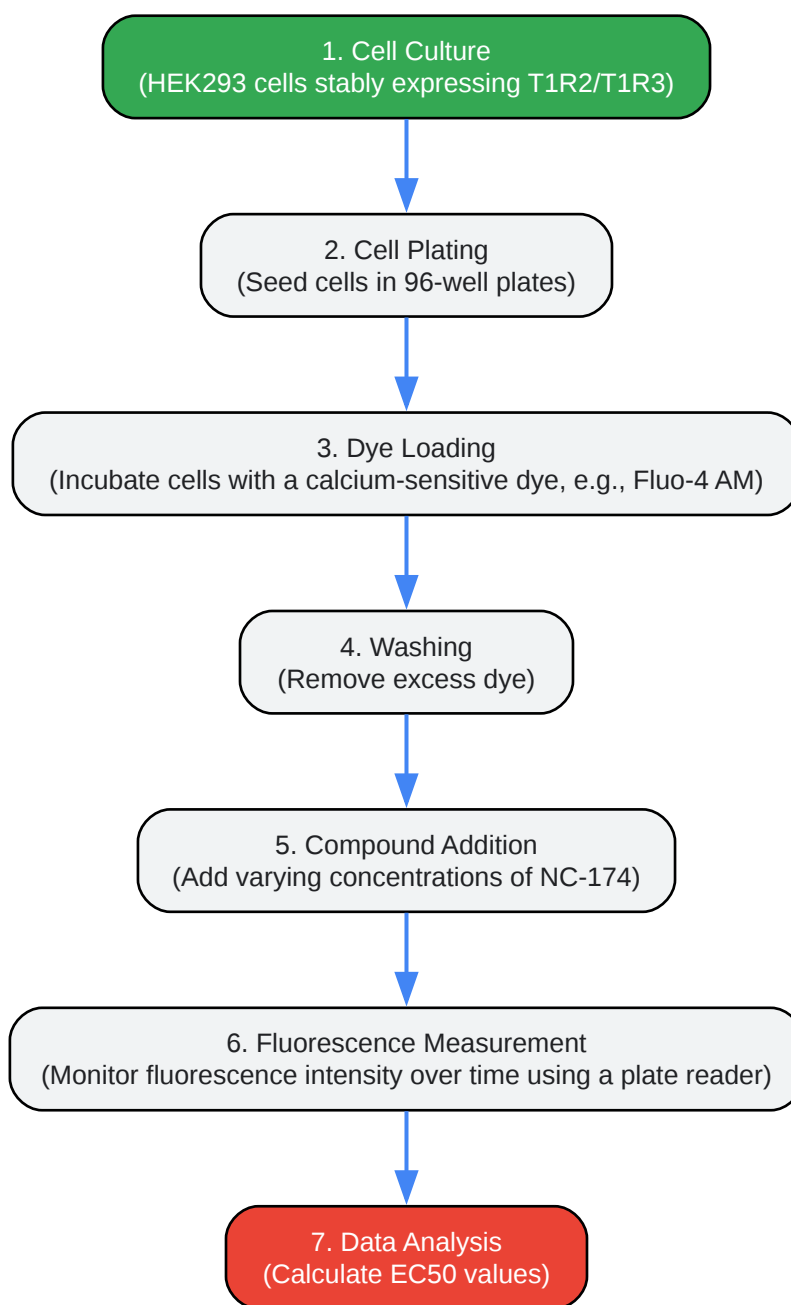 1. Cell Culture
(HEK293 cells stably expressing T1R2/T1R3)
2. Cell Plating
(Seed cells in 96-well plates)
3. Dye Loading
(Incubate cells with a calcium-sensitive dye, e.g., Fluo-4 AM)
4. Washing
(Remove excess dye)
5. Compound Addition
(Add varying concentrations of NC-174)
6. Fluorescence Measurement
(Monitor fluorescence intensity over time using a plate reader)
7. Data Analysis
(Calculate EC50 values)